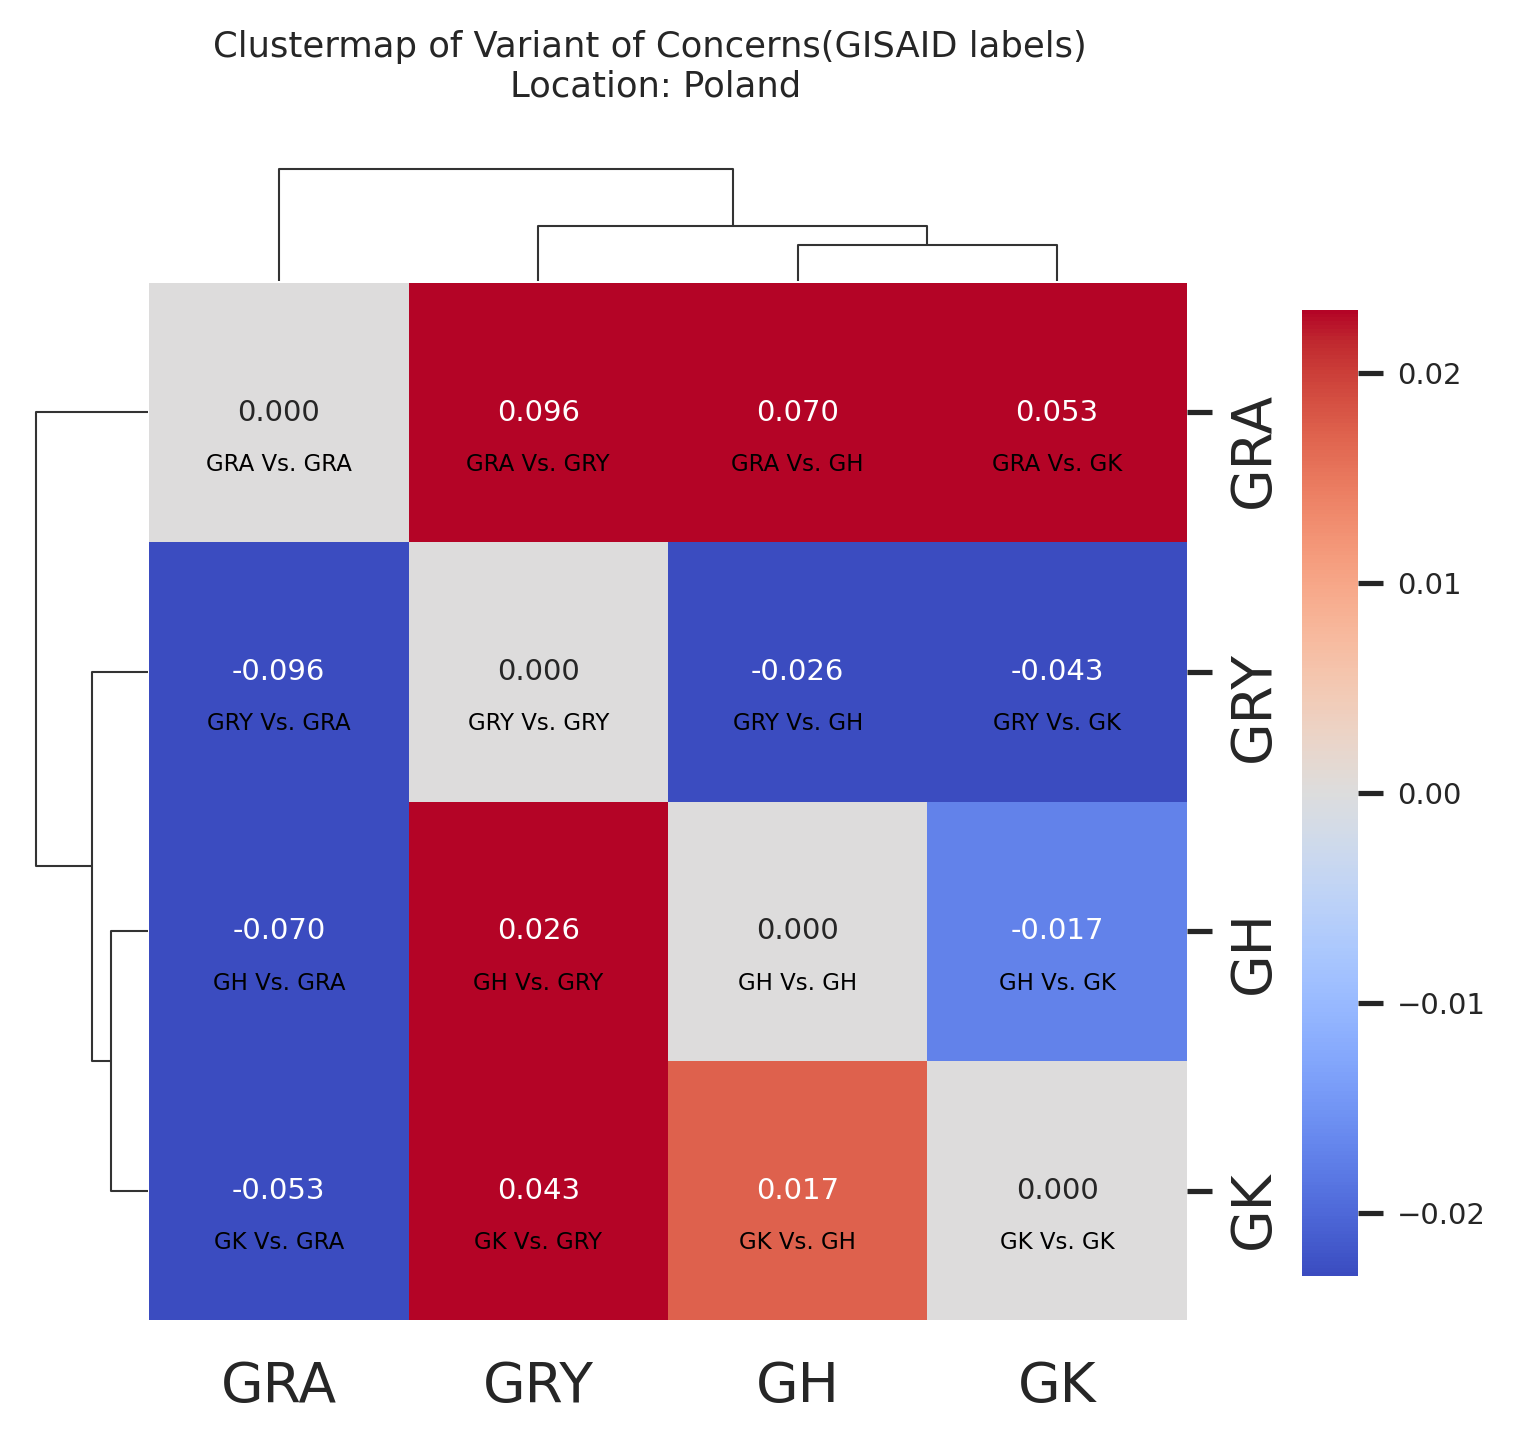 Clustermap of Variant of Concerns(GISAID labels)
Location: Poland
0.000 0.096 0.070 0.053
GRA Vs. GRA GRA Vs. GRY GRA Vs. GH GRA Vs. GK
GRA
-0.096 0.000 -0.026 -0.043
GRY Vs. GRA GRY Vs. GRY GRY Vs. GH GRY Vs. GK
GRY
-0.070 0.026 0.000 -0.017
GH Vs. GRA GH Vs. GRY GH Vs. GH GH Vs. GK
GH
-0.053 0.043 0.017 0.000
GK Vs. GRA GK Vs. GRY GK Vs. GH GK Vs. GK
GK
GRA GRY GH GK
0.02
0.01
0.00
−0.01
−0.02